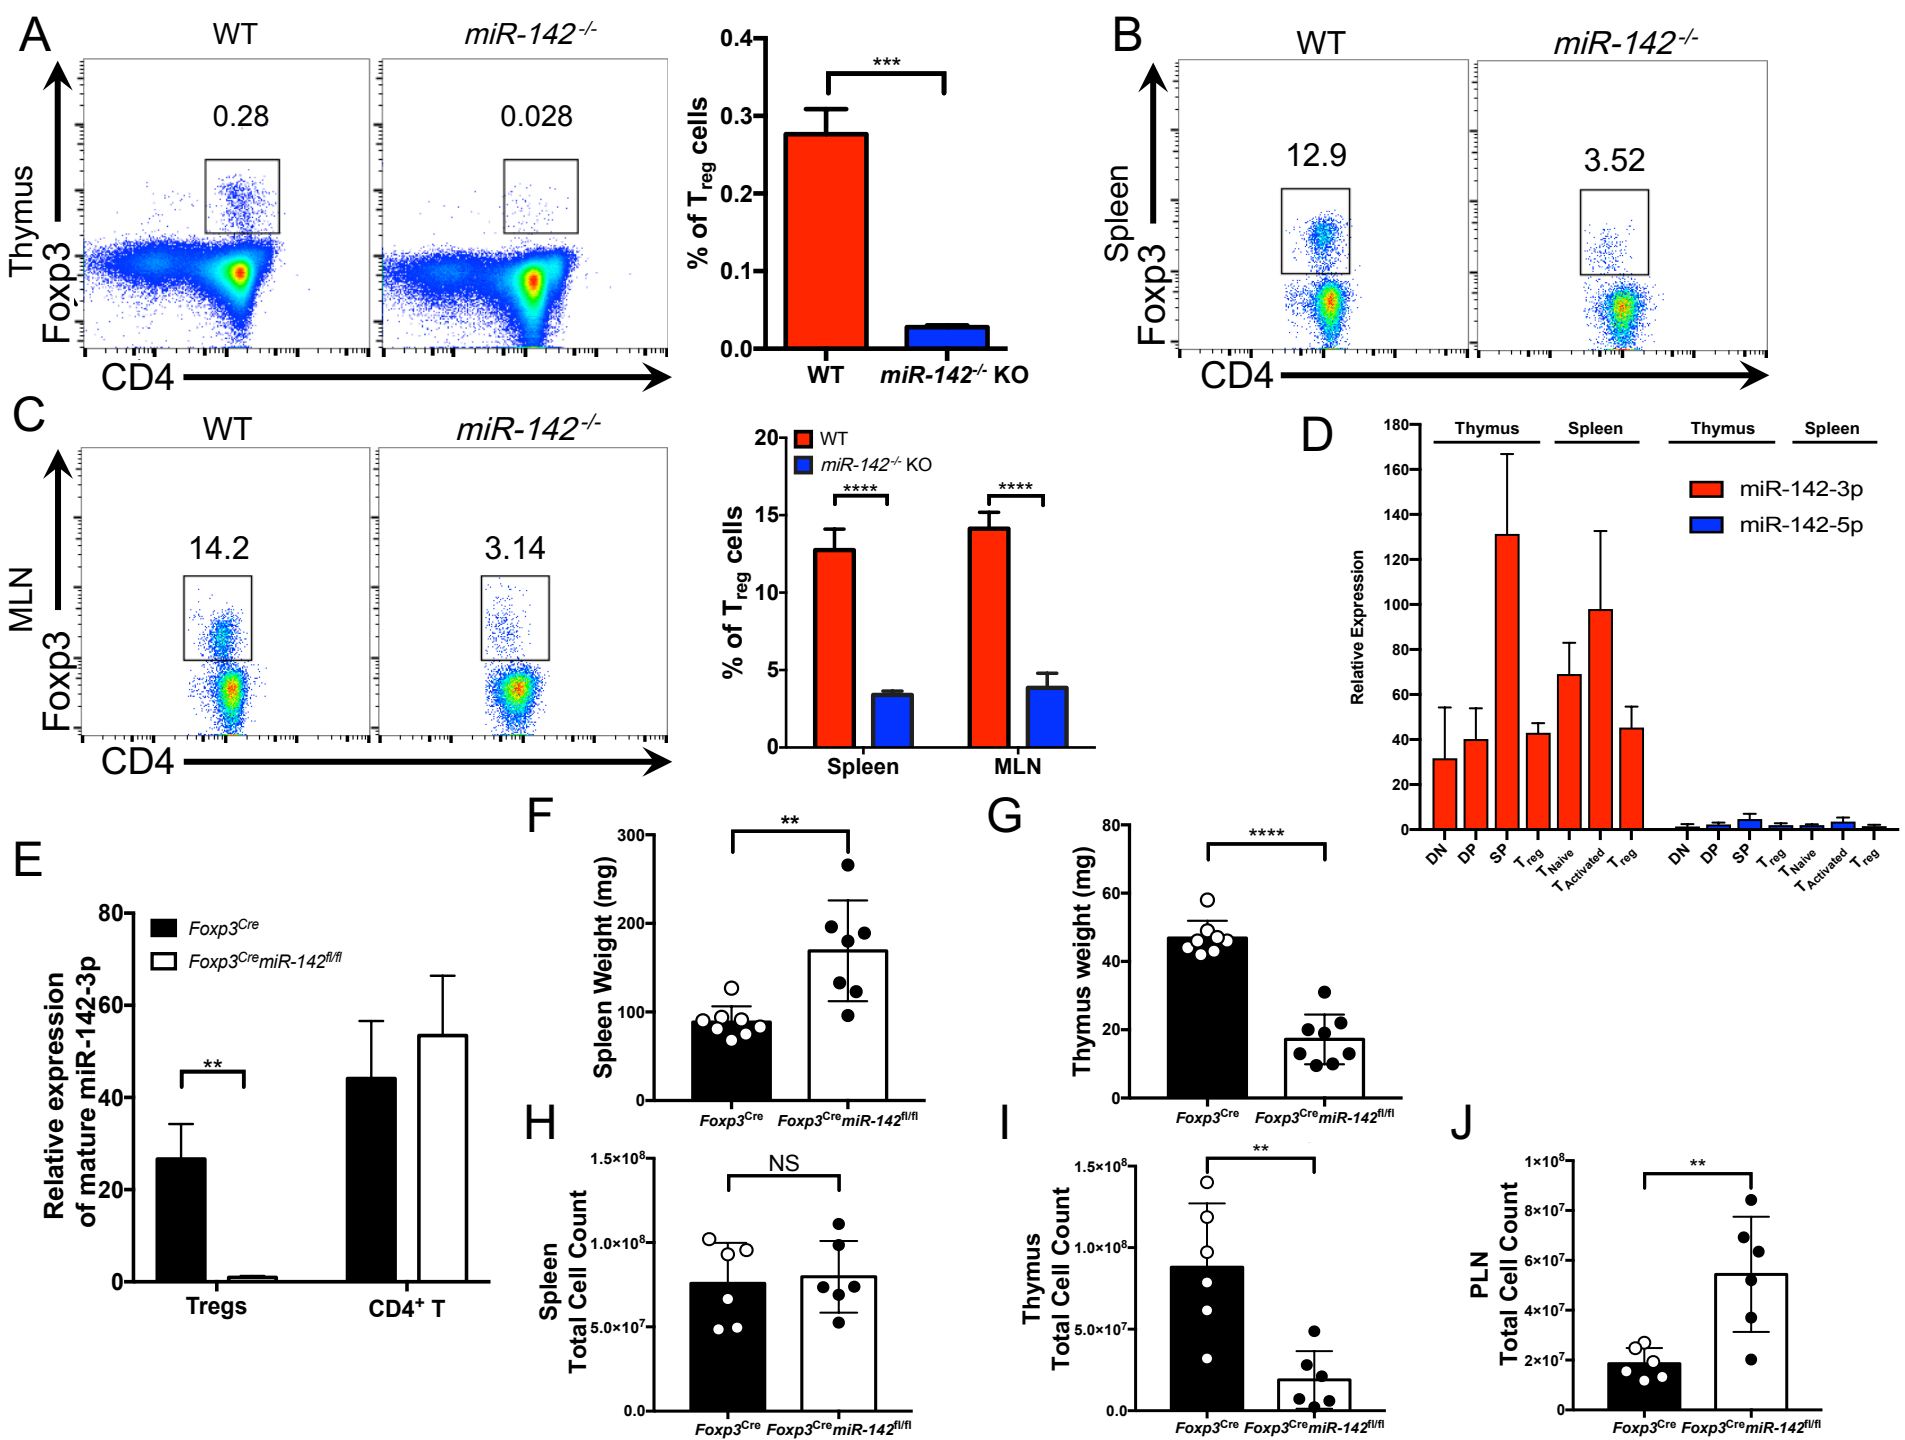 A
WT
miR-142-/-
0.28
0.028
Thymus
Foxp3
CD4
% of Treg cells
0.4
0.3
0.2
0.1
0.0
***
WT
miR-142-/- KO
B
WT
miR-142-/-
12.9
3.52
Spleen
Foxp3
CD4
C
WT
miR-142-/-
14.2
3.14
MLN
Foxp3
CD4
% of Treg cells
20
15
10
5
0
WT
miR-142-/- KO
****
****
Spleen
MLN
D
Relative Expression
180
160
140
120
100
80
60
40
20
0
Thymus
Spleen
Thymus
Spleen
miR-142-3p
miR-142-5p
DN
DP
SP
Treg
TNaive
TActivated
Treg
DN
DP
SP
Treg
TNaive
TActivated
Treg
E
Relative expression
of mature miR-142-3p
80
60
40
20
0
Foxp3Cre
Foxp3CremiR-142fl/fl
**
Tregs
CD4+ T
F
Spleen Weight (mg)
300
200
100
0
**
Foxp3Cre
Foxp3CremiR-142fl/fl
G
Thymus weight (mg)
80
60
40
20
0
****
Foxp3Cre
Foxp3CremiR-142fl/fl
H
Spleen
Total Cell Count
1.5×10⁸
1.0×10⁸
5.0×10⁷
0.0
NS
Foxp3Cre
Foxp3CremiR-142fl/fl
I
Thymus
Total Cell Count
1.5×10⁸
1.0×10⁸
5.0×10⁷
0.0
**
Foxp3Cre
Foxp3CremiR-142fl/fl
J
PLN
Total Cell Count
1×10⁸
8×10⁷
6×10⁷
4×10⁷
2×10⁷
0
**
Foxp3Cre
Foxp3CremiR-142fl/fl